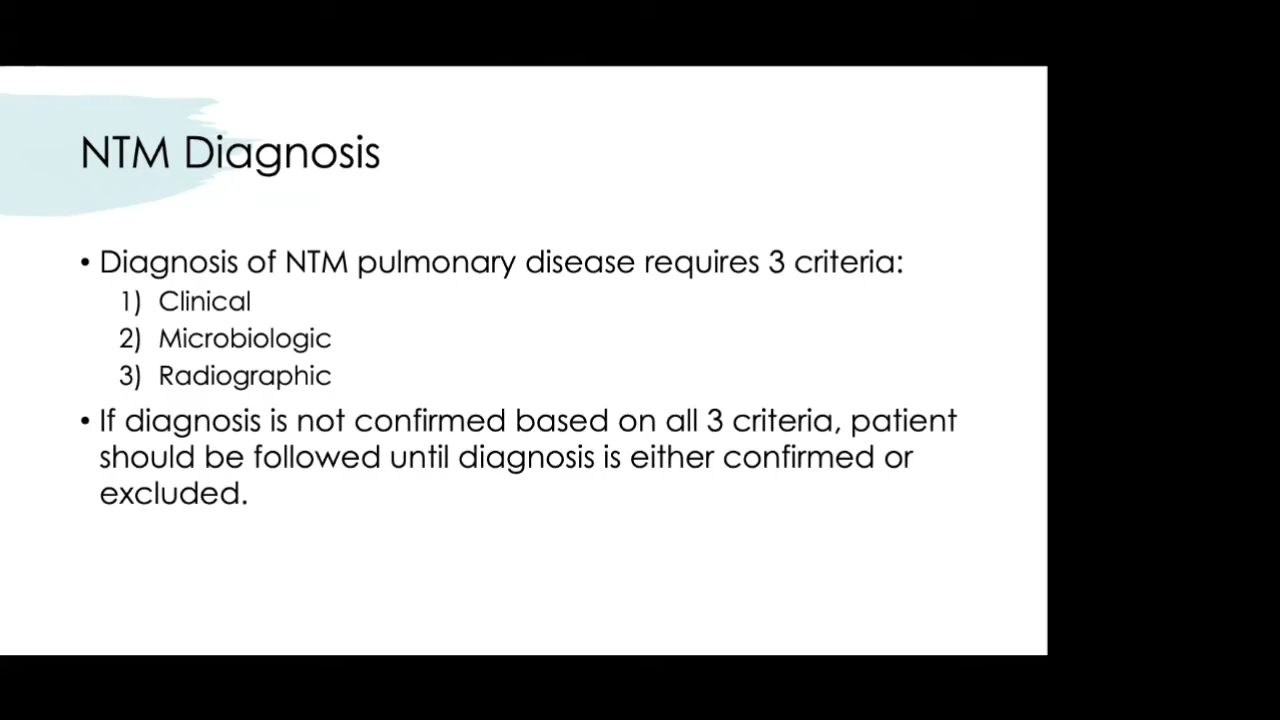 NTM Diagnosis
• Diagnosis of NTM pulmonary disease requires 3 criteria:
1) Clinical
2) Microbiologic
3) Radiographic
• If diagnosis is not confirmed based on all 3 criteria, patient
should be followed until diagnosis is either confirmed or
excluded.